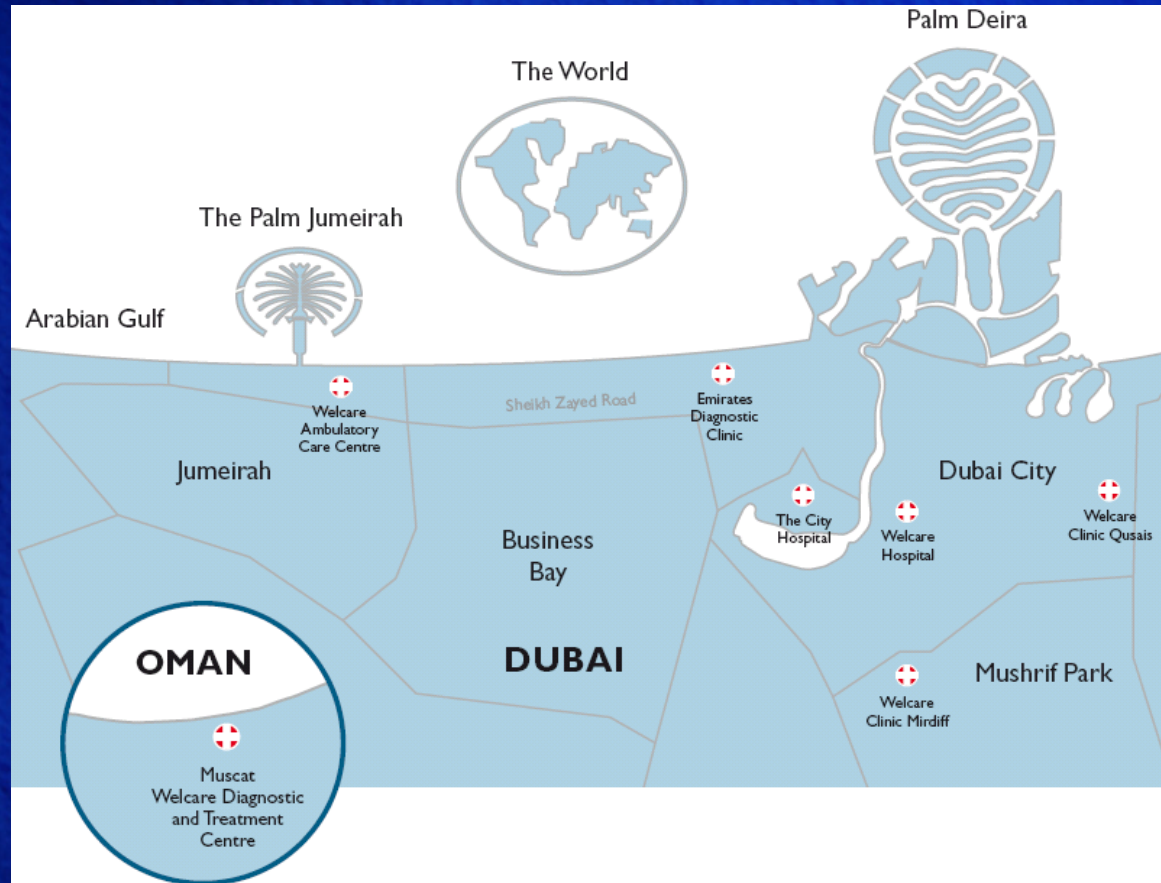 Palm Deira
The World
The Palm Jumeirah
Arabian Gulf
Sheikh Zayed Road
Welcare
Ambulatory
Care Centre
Emirates
Diagnostic
Clinic
Jumeirah
Dubai City
The City
Hospital
Welcare
Hospital
Welcare
Clinic Qusais
Business
Bay
OMAN
DUBAI
Mushrif Park
Welcare
Clinic Mirdiff
Muscat
Welcare Diagnostic
and Treatment
Centre